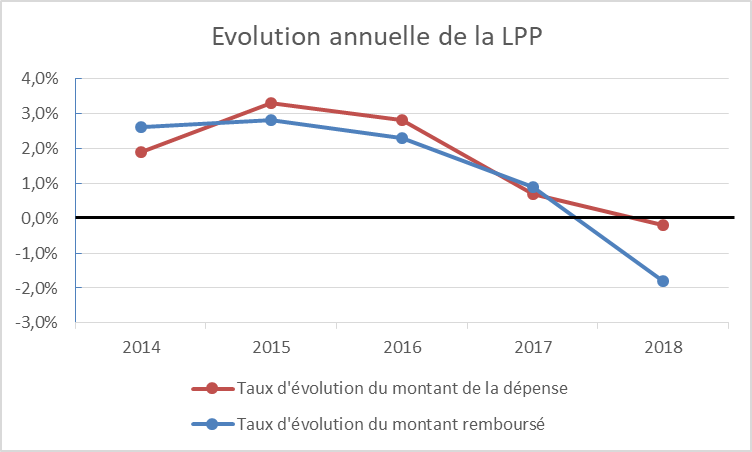 Evolution annuelle de la LPP
4,0%
3,0%
2,0%
1,0%
0,0%
-1,0%
-2,0%
-3,0%
2014 2015 2016 2017 2018
Taux d'évolution du montant de la dépense
Taux d'évolution du montant remboursé